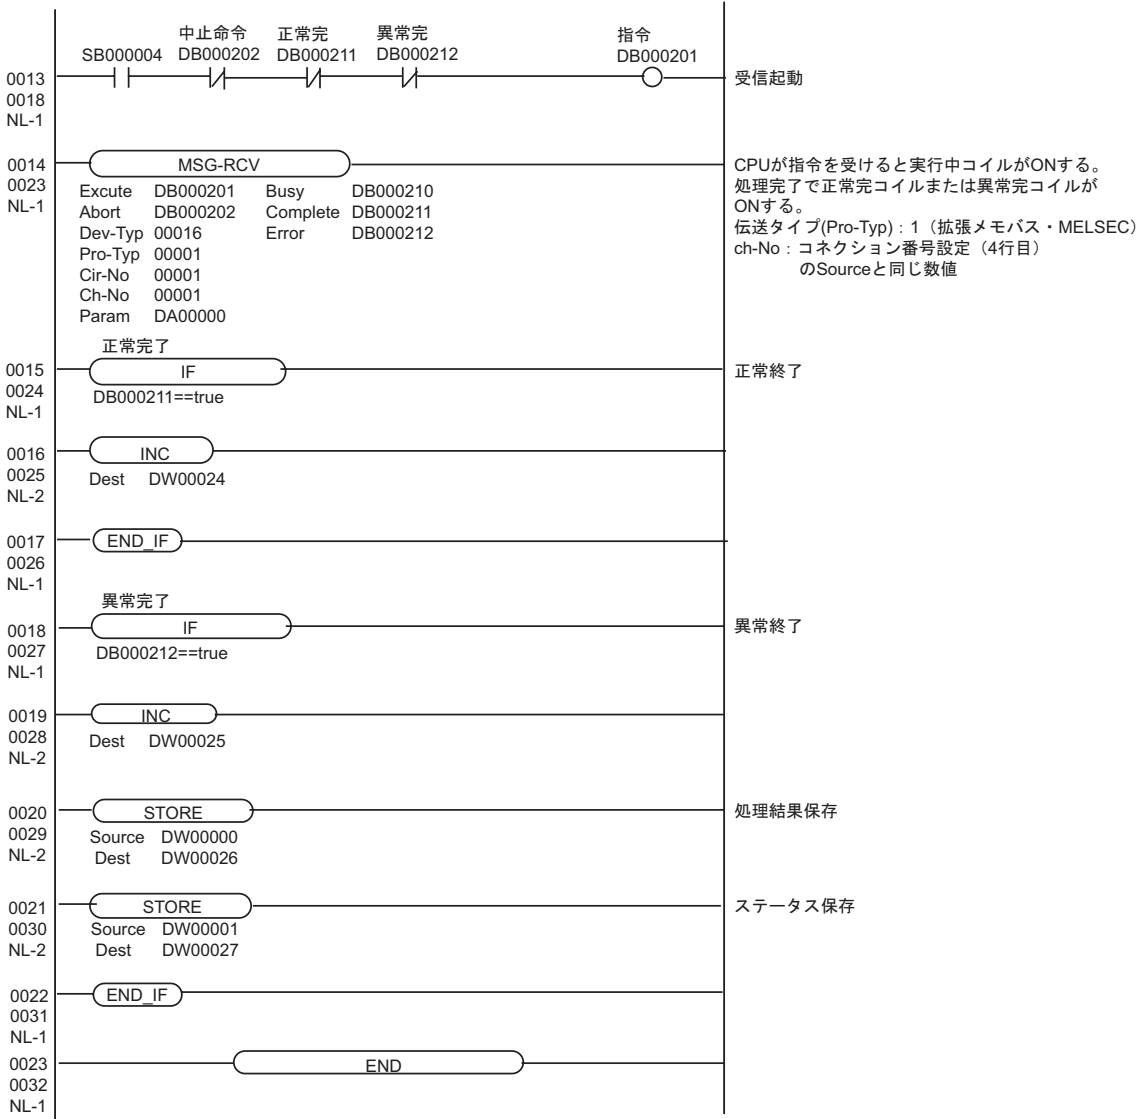 中止命令 正常完 異常完 指令
SB000004 DB000202 DB000211 DB000212 DB000201
0013 受信起動
0018
NL-1
0014 MSG-RCV CPUが指令を受けると実行中コイルがONする。
0023 Excute DB000201 Busy DB000210 処理完了で正常完コイルまたは異常完コイルが
NL-1 Abort DB000202 Complete DB000211 ONする。
Dev-Typ 00016 Error DB000212 伝送タイプ(Pro-Typ):1(拡張メモバス・MELSEC)
Pro-Typ 00001 ch-No:コネクション番号設定(4行目)
Cir-No 00001 のSourceと同じ数値
Ch-No 00001
Param DA00000
正常完了
0015 IF 正常終了
0024 DB000211==true
NL-1
0016 INC
0025 Dest DW00024
NL-2
0017 END_IF
0026
NL-1
異常完了
0018 IF 異常終了
0027 DB000212==true
NL-1
0019 INC
0028 Dest DW00025
NL-2
0020 STORE 処理結果保存
0029 Source DW00000
NL-2 Dest DW00026
0021 STORE ステータス保存
0030 Source DW00001
NL-2 Dest DW00027
0022 END_IF
0031
NL-1
0023 END
0032
NL-1